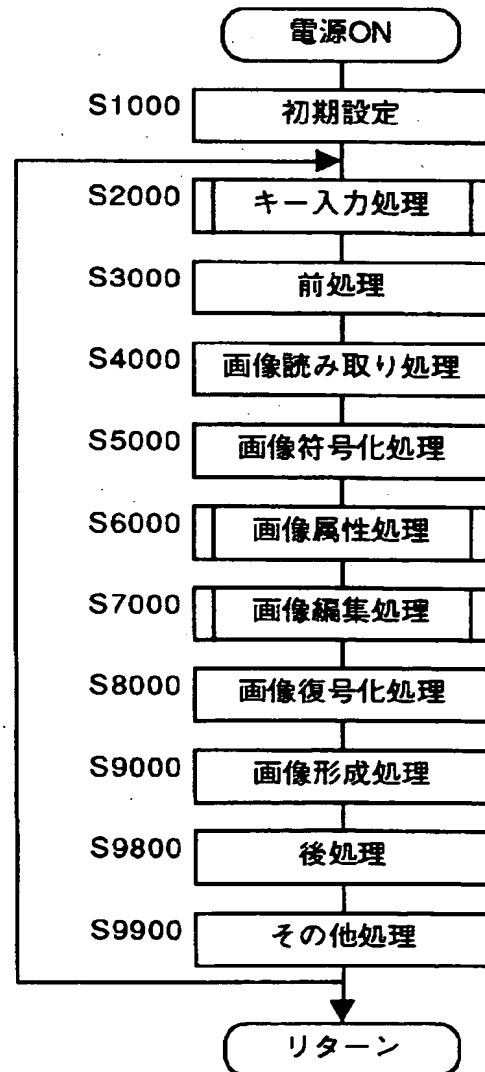 電源ON
S1000 初期設定
S2000 キー入力処理
S3000 前処理
S4000 画像読み取り処理
S5000 画像符号化処理
S6000 画像属性処理
S7000 画像編集処理
S8000 画像復号化処理
S9000 画像形成処理
S9800 後処理
S9900 その他処理
リターン